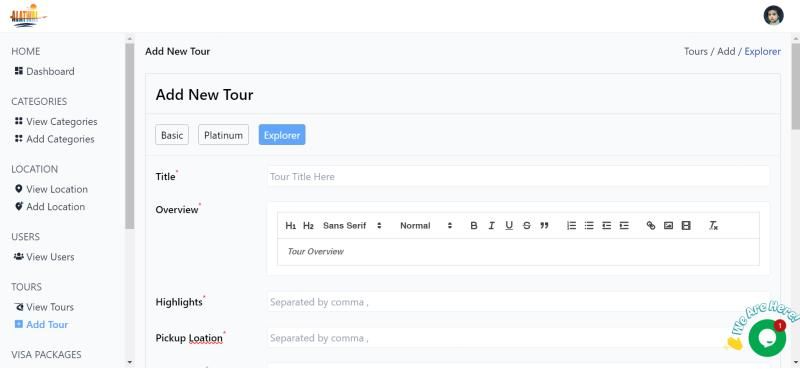 ALATWAL
Add New Tour
Tours / Add / Explorer
HOME
Dashboard
CATEGORIES
View Categories
Add Categories
LOCATION
View Location
Add Location
USERS
View Users
TOURS
View Tours
Add Tour
VISA PACKAGES
Add New Tour
Basic Platinum Explorer
Title*
Tour Title Here
Overview*
H1 H2 Sans Serif Normal B I U S
Tour Overview
Highlights*
Separated by comma ,
Pickup Loation*
Separated by comma ,
We Are Here!
1